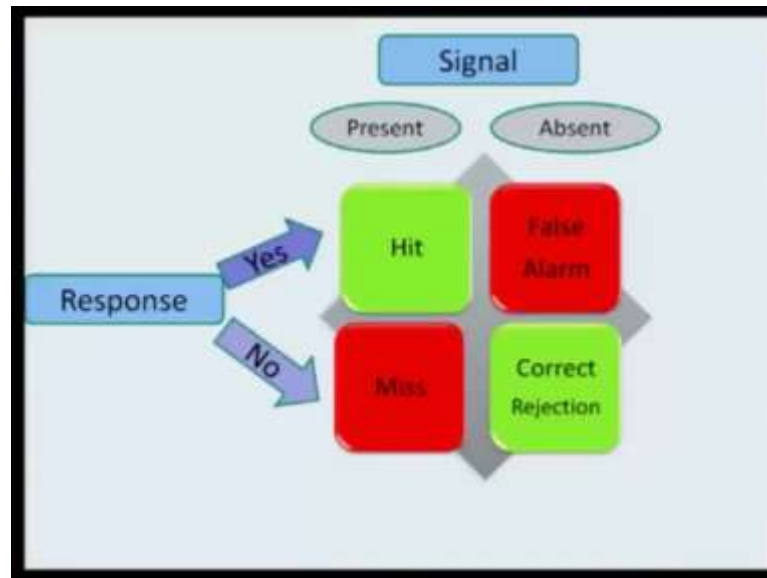 Signal
Present
Absent
Yes
Hit
False
Alarm
Response
No
Miss
Correct
Rejection